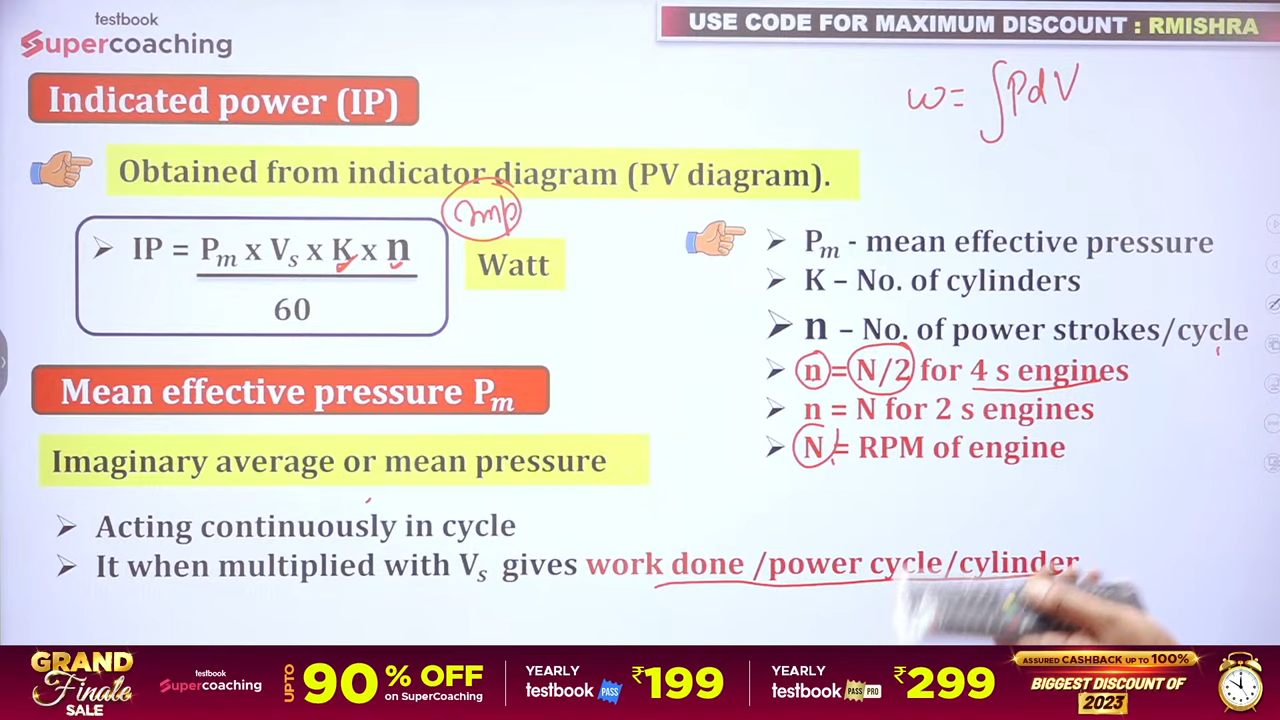 testbook
Supercoaching
USE CODE FOR MAXIMUM DISCOUNT : RMISHRA
Indicated power (IP)
w = ∫PdV
Obtained from indicator diagram (PV diagram).
Imp
➤ IP = Pₘ x Vₛ x K x n
60
Watt
➤ Pₘ - mean effective pressure
➤ K – No. of cylinders
➤ n – No. of power strokes/cycle
➤ n = N/2 for 4 s engines
➤ n = N for 2 s engines
➤ N = RPM of engine
Mean effective pressure Pₘ
Imaginary average or mean pressure
➤ Acting continuously in cycle
➤ It when multiplied with Vₛ gives work done /power cycle/cylinder
GRAND
Finale
SALE
testbook
Supercoaching
UPTO 90 % OFF
on SuperCoaching
YEARLY
testbook PASS
₹199
YEARLY
testbook PASS PRO
₹299
ASSURED CASHBACK UP TO 100%
BIGGEST DISCOUNT OF
2023